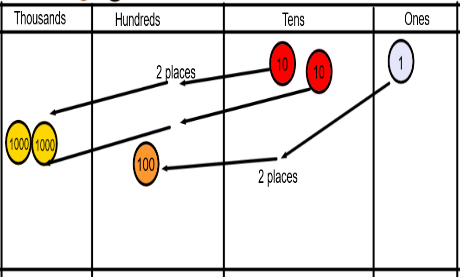 Thousands Hundreds Tens Ones
2 places 10 10 1
1000 1000 100
2 places